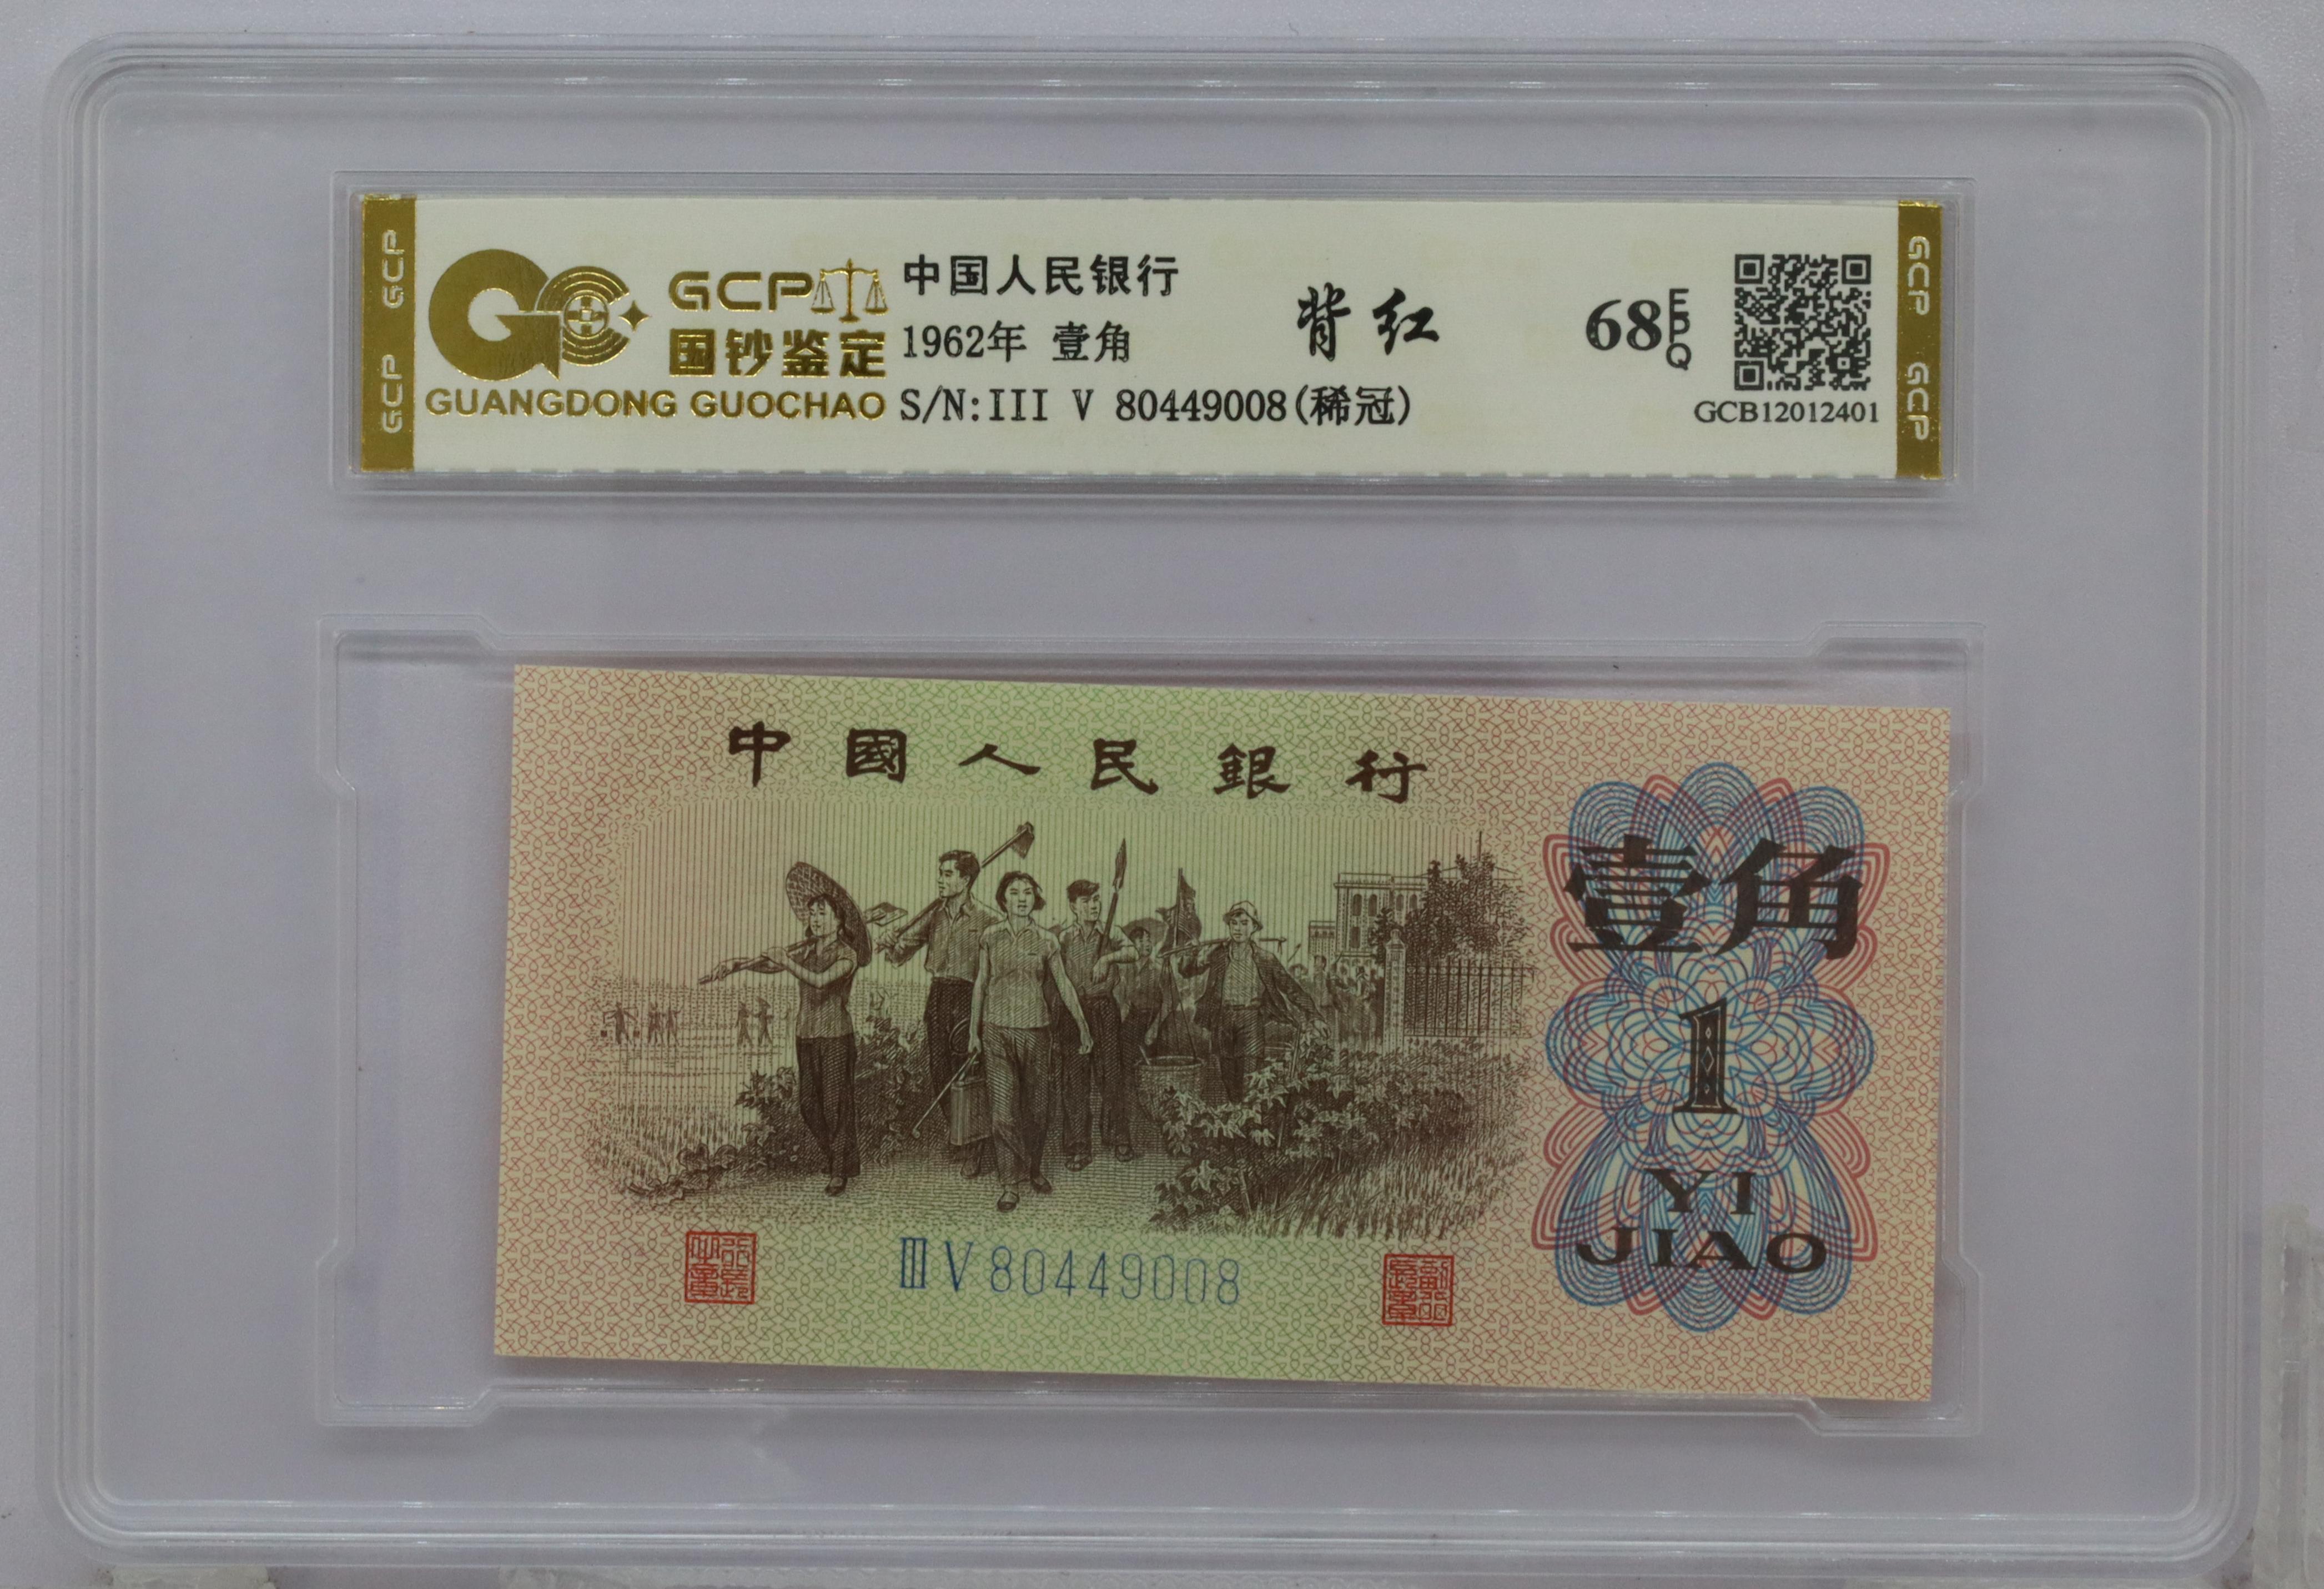 GCP
GCP
GCP
国钞鉴定
GUANGDONG GUOCHAO
中国人民银行
1962年 壹角
S/N:III V 80449008(稀冠)
背红
68 EPQ
GCB12012401
GCP
GCP
中國人民銀行
壹角
1
YI
JIAO
ⅢⅤ80449008